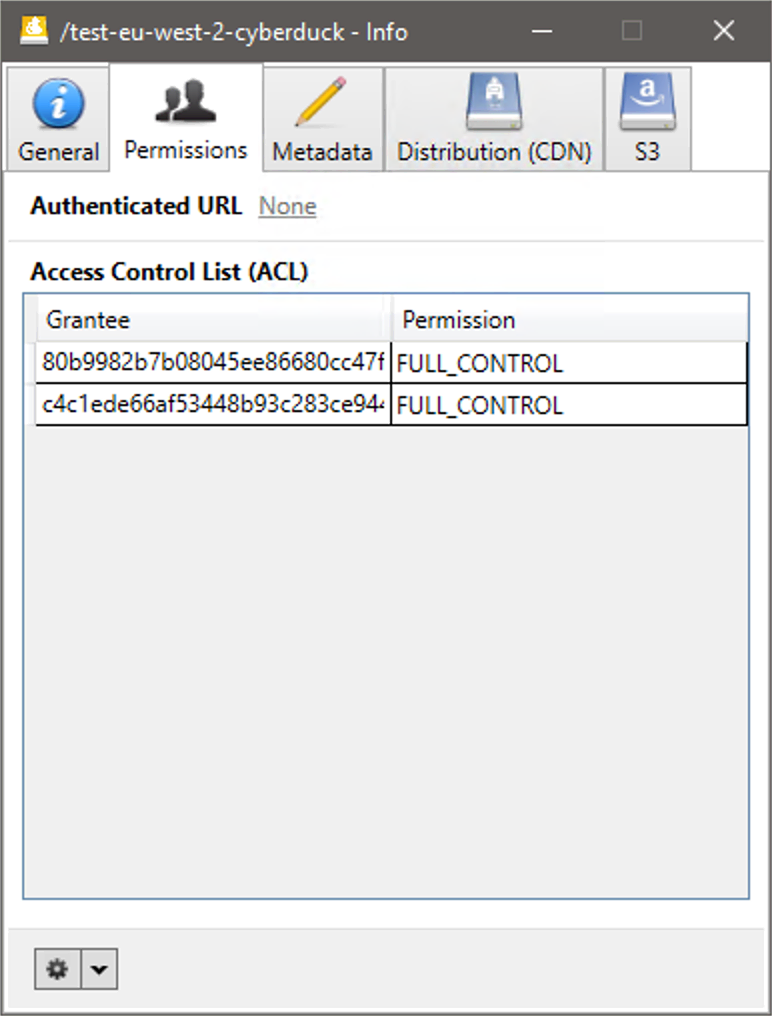 /test-eu-west-2-cyberduck - Info
General Permissions Metadata Distribution (CDN) S3
Authenticated URL None
Access Control List (ACL)
Grantee Permission
80b9982b7b08045ee86680cc47f FULL_CONTROL
c4c1ede66af53448b93c283ce944 FULL_CONTROL